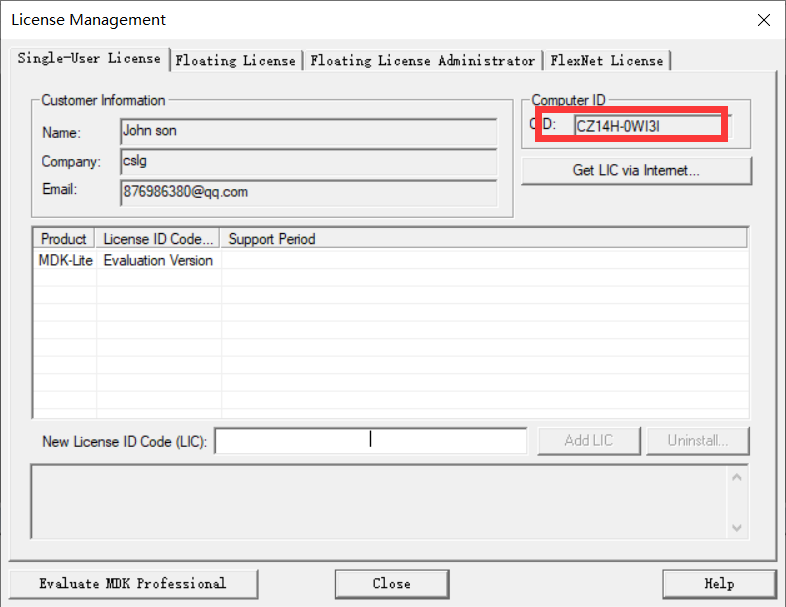 License Management
Single-User License
Floating License
Floating License Administrator
FlexNet License
Customer Information
Name: John son
Company: cslg
Email: 876986380@qq.com
Computer ID
CZ14H-0WI3I
Get LIC via Internet...
Product License ID Code... Support Period
MDK-Lite Evaluation Version
New License ID Code (LIC):
Add LIC
Uninstall...
Evaluate MDK Professional
Close
Help